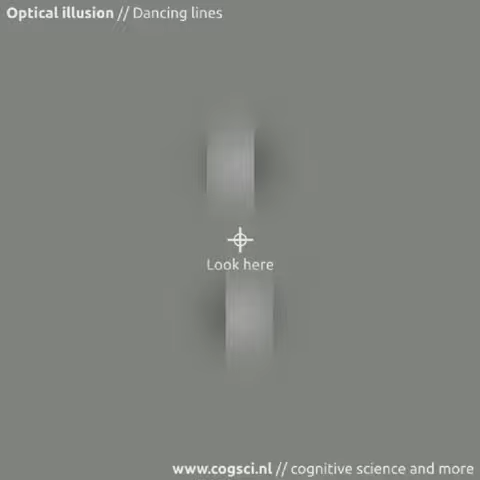 Optical illusion // Dancing lines
Look here
www.cogsci.nl // cognitive science and more